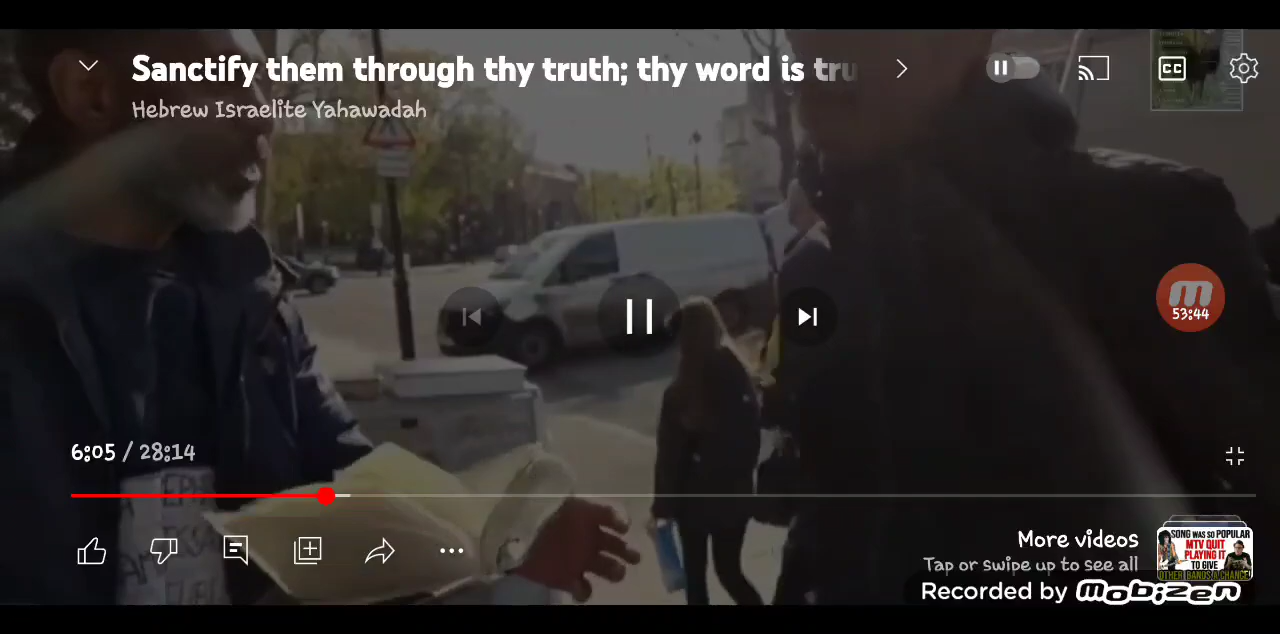 Sanctify them through thy truth; thy word is tru
Hebrew Israelite Yahawadah
CC
53:44
6:05 / 28:14
More videos
Tap or swipe up to see all
SONG WAS SO POPULAR
MTV QUIT
PLAYING IT
TO GIVE
OTHER BANDS A CHANCE!
Recorded by mobizen